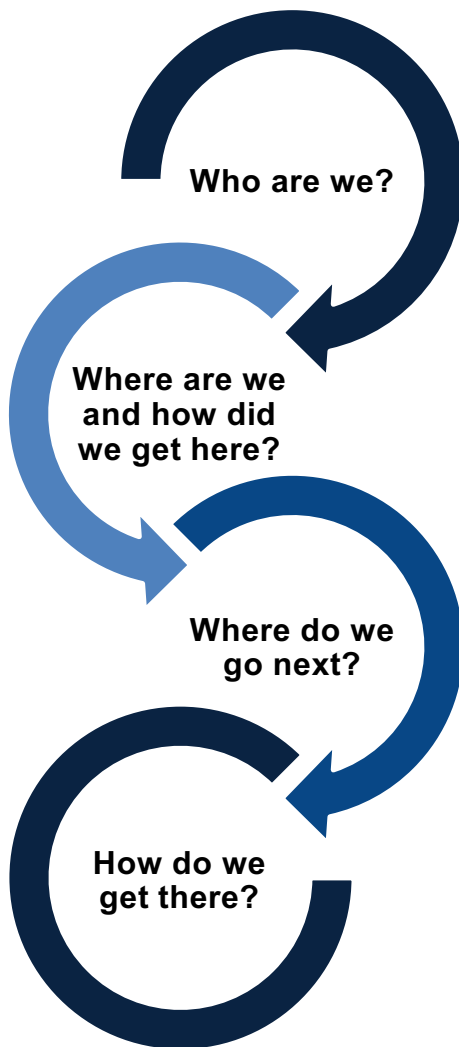 Who are we?
Where are we
and how did
we get here?
Where do we
go next?
How do we
get there?